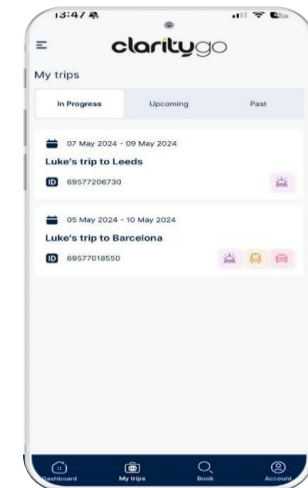 13:47
claritygo
My trips
In Progress Upcoming Past
07 May 2024 - 09 May 2024
Luke's trip to Leeds
ID 69577206730
05 May 2024 - 10 May 2024
Luke's trip to Barcelona
ID 69577018550
Dashboard My trips Book Account